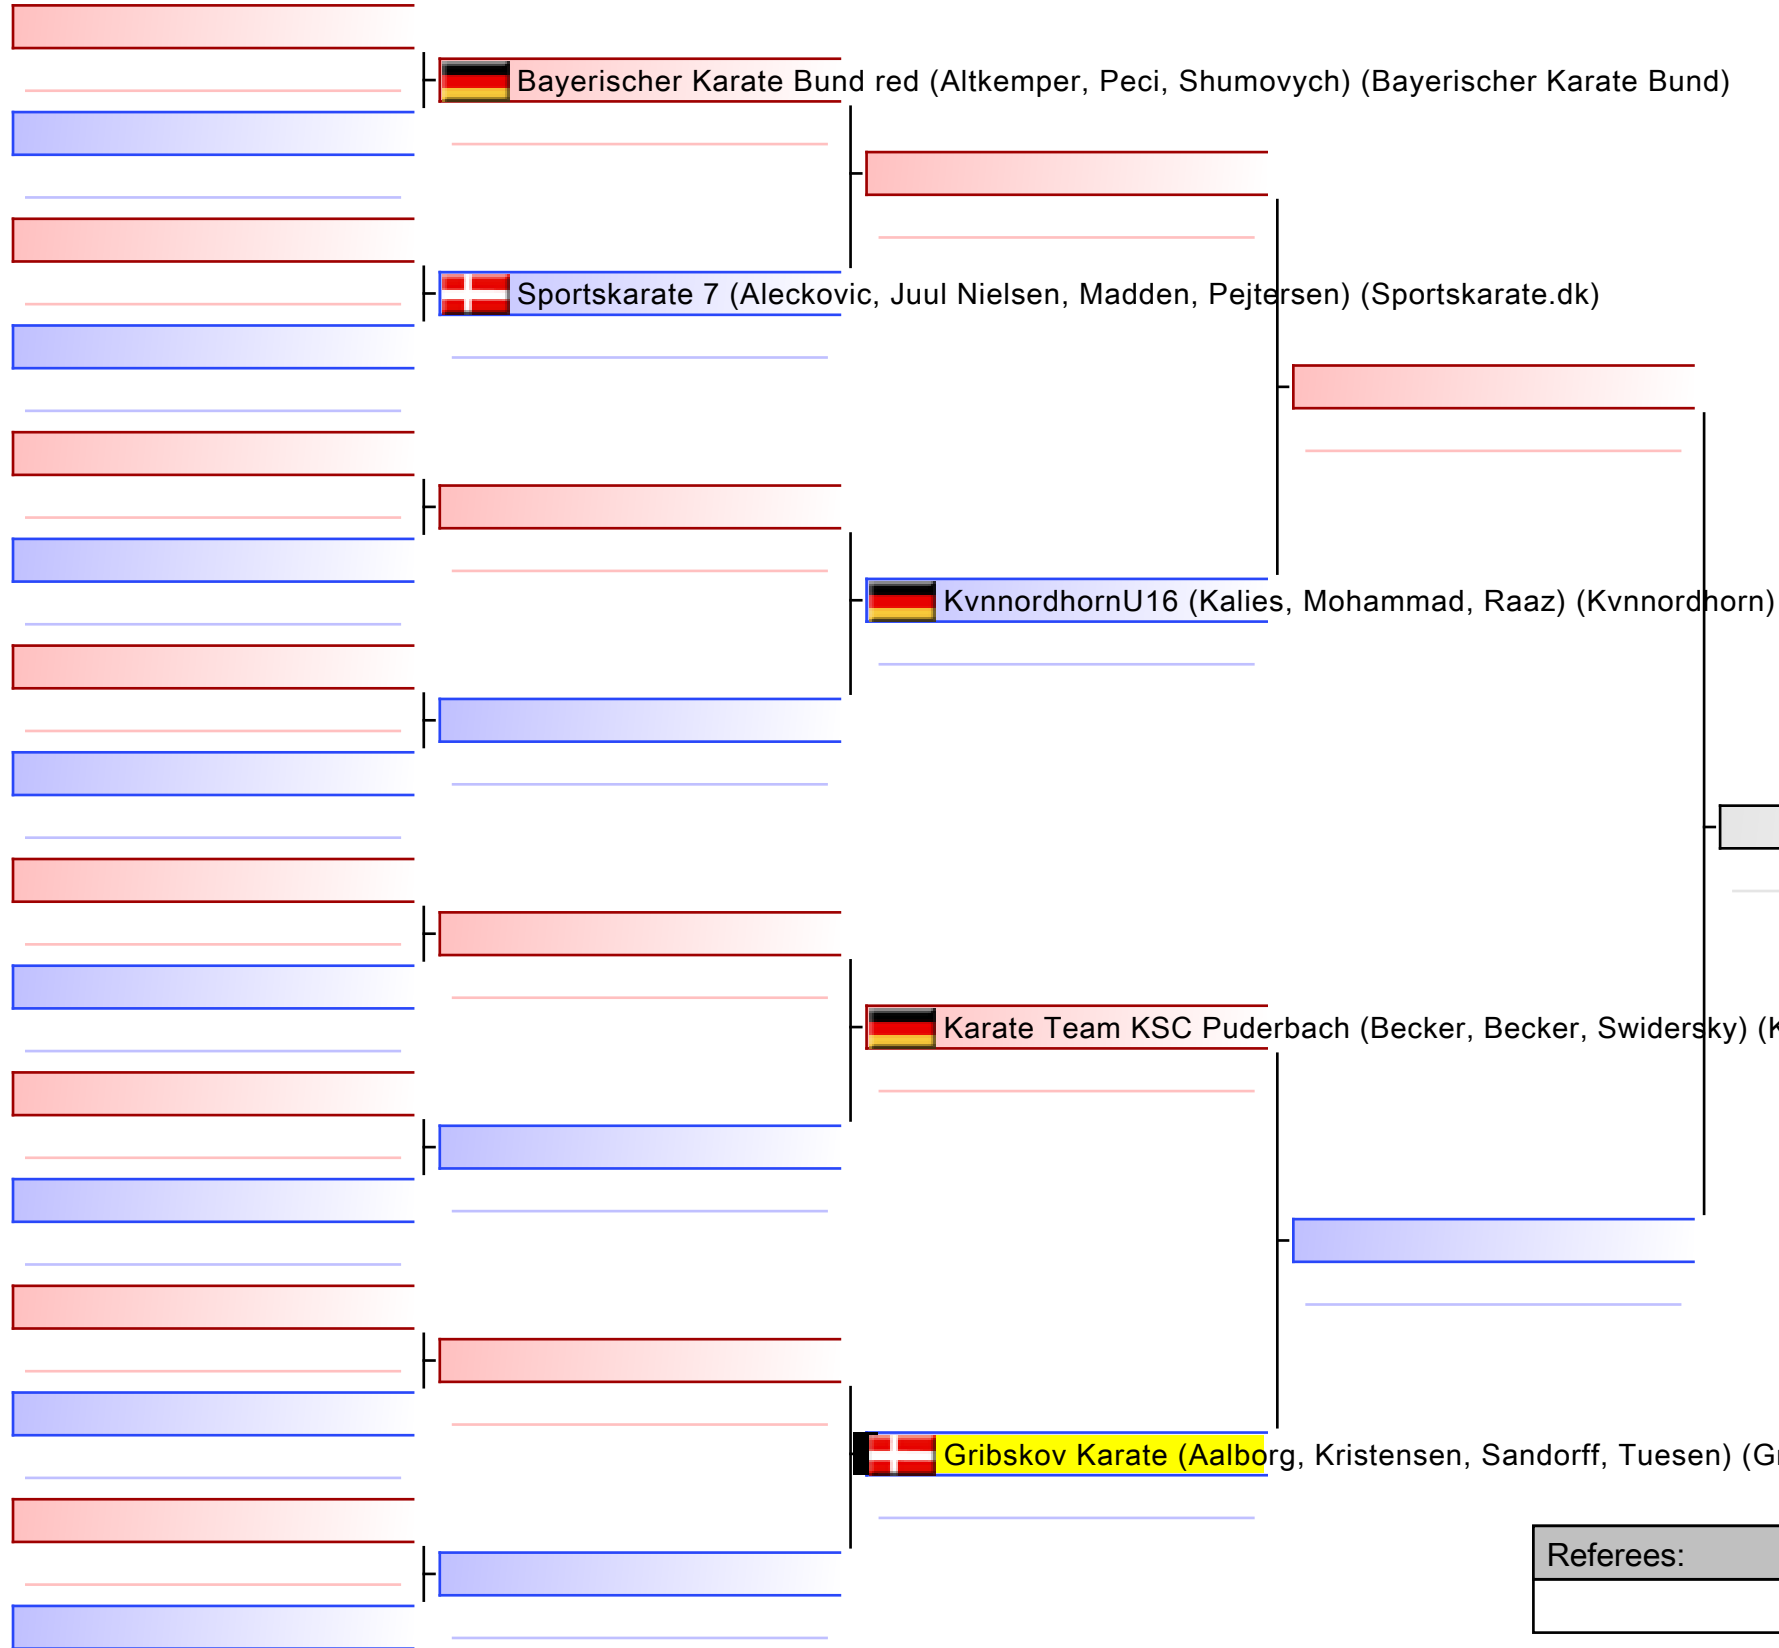 Bayerischer Karate Bund red (Altkemper, Peci, Shumovych) (Bayerischer Karate Bund)
Sportskarate 7 (Aleckovic, Juul Nielsen, Madden, Pejtersen) (Sportskarate.dk)
KvnnordhornU16 (Kalies, Mohammad, Raaz) (Kvnnordhorn)
Karate Team KSC Puderbach (Becker, Becker, Swidersky) (K
Gribskov Karate (Aalborg, Kristensen, Sandorff, Tuesen) (Gr
Referees: